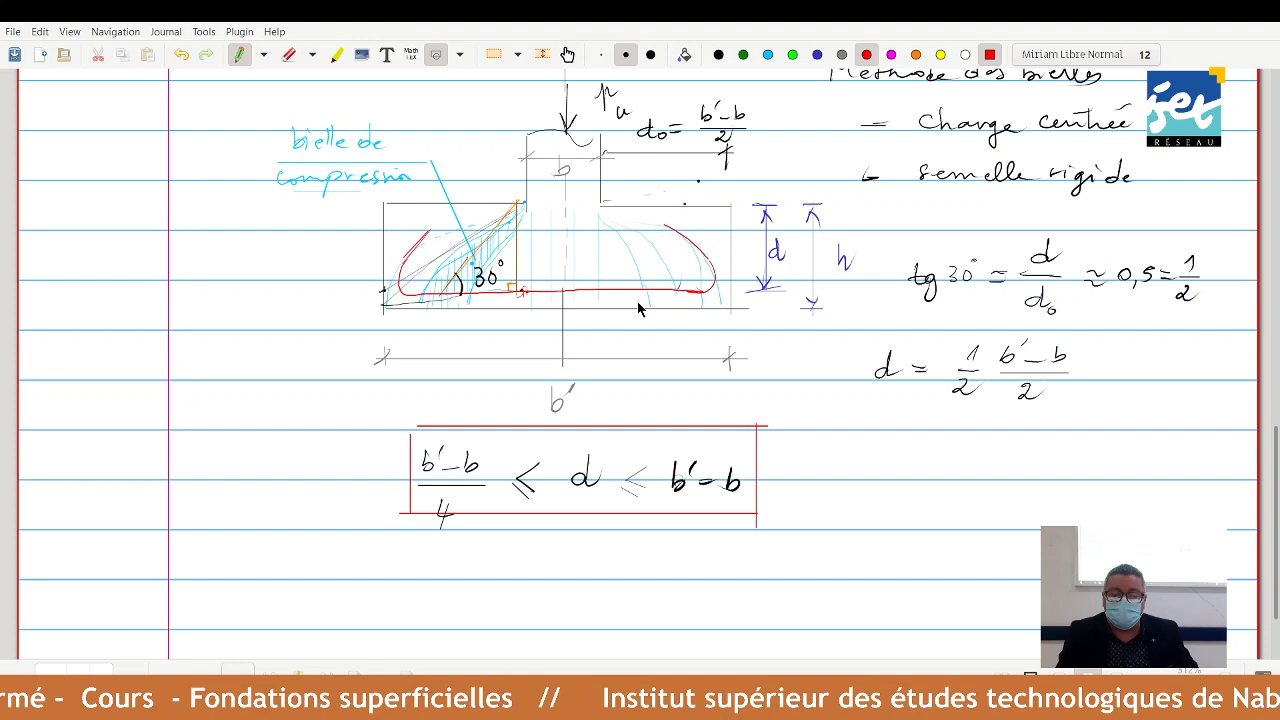 File Edit View Navigation Journal Tools Plugin Help
Miriam Libre Normal 12
Méthode des bielles
iset
RÉSEAU
Pu
d₀ = (b'-b)/2
= charge centrée
bielle de
compression
b
semelle rigide
d
h
30°
tg 30° = d/d₀ ≈ 0,5 = 1/2
d = 1/2 (b'-b)/2
b'
(b'-b)/4 ≤ d ≤ b'-b
512%
rmé - Cours - Fondations superficielles // Institut supérieur des études technologiques de Nab